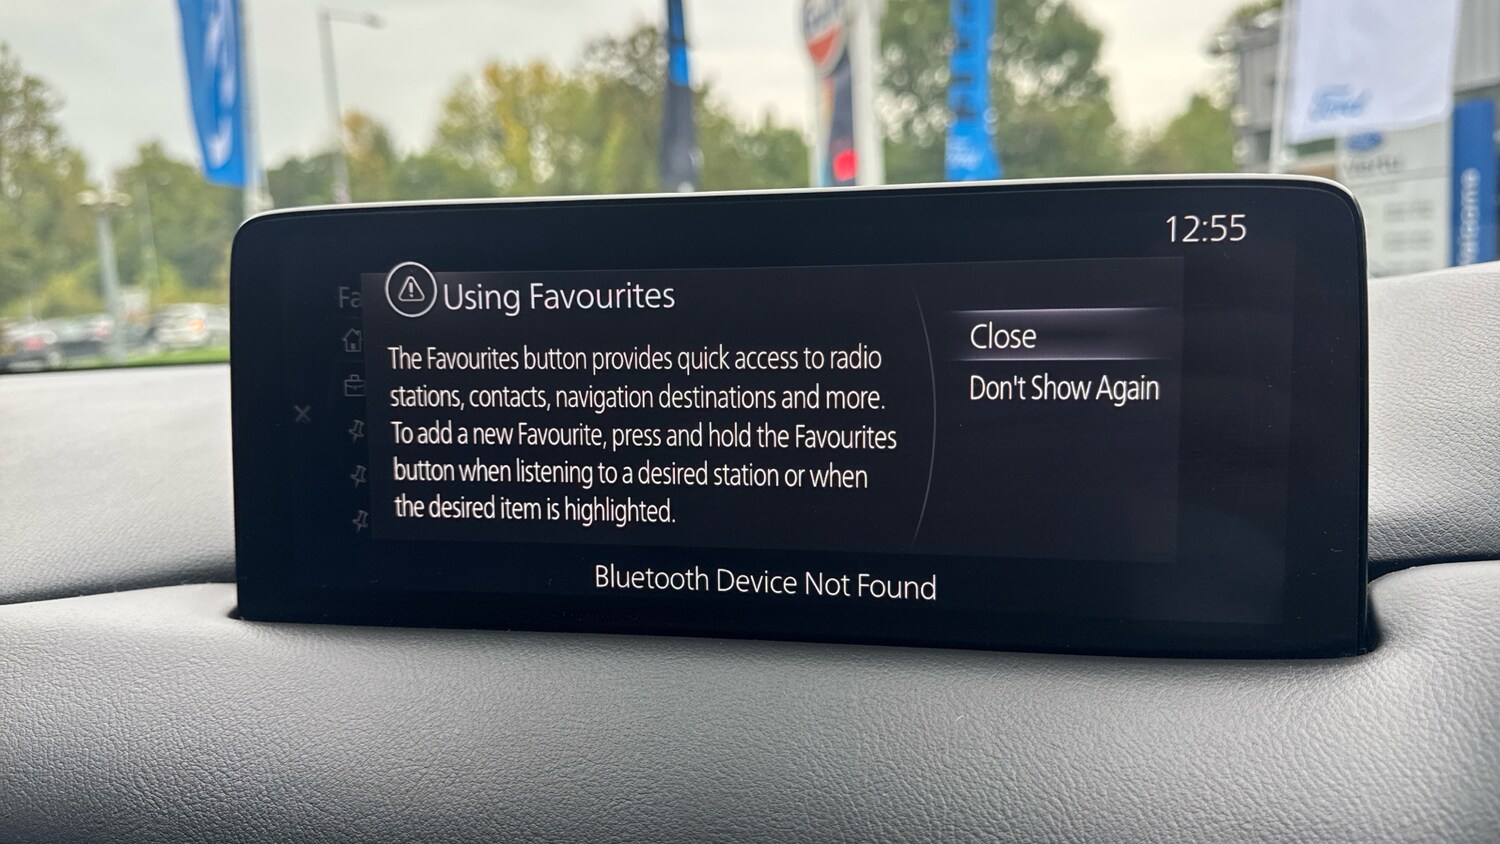 Ford
12:55
Fa
Using Favourites
The Favourites button provides quick access to radio
stations, contacts, navigation destinations and more.
To add a new Favourite, press and hold the Favourites
button when listening to a desired station or when
the desired item is highlighted.
Close
Don't Show Again
Bluetooth Device Not Found